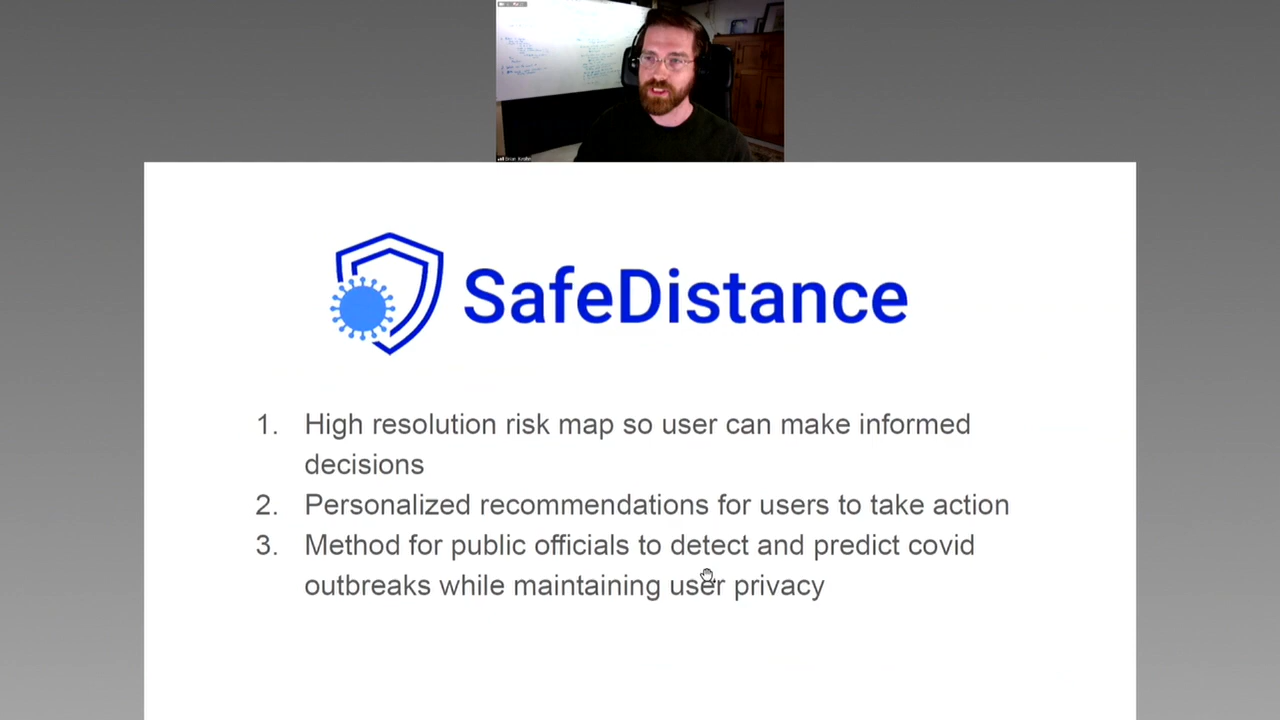 SafeDistance
1. High resolution risk map so user can make informed
decisions
2. Personalized recommendations for users to take action
3. Method for public officials to detect and predict covid
outbreaks while maintaining user privacy